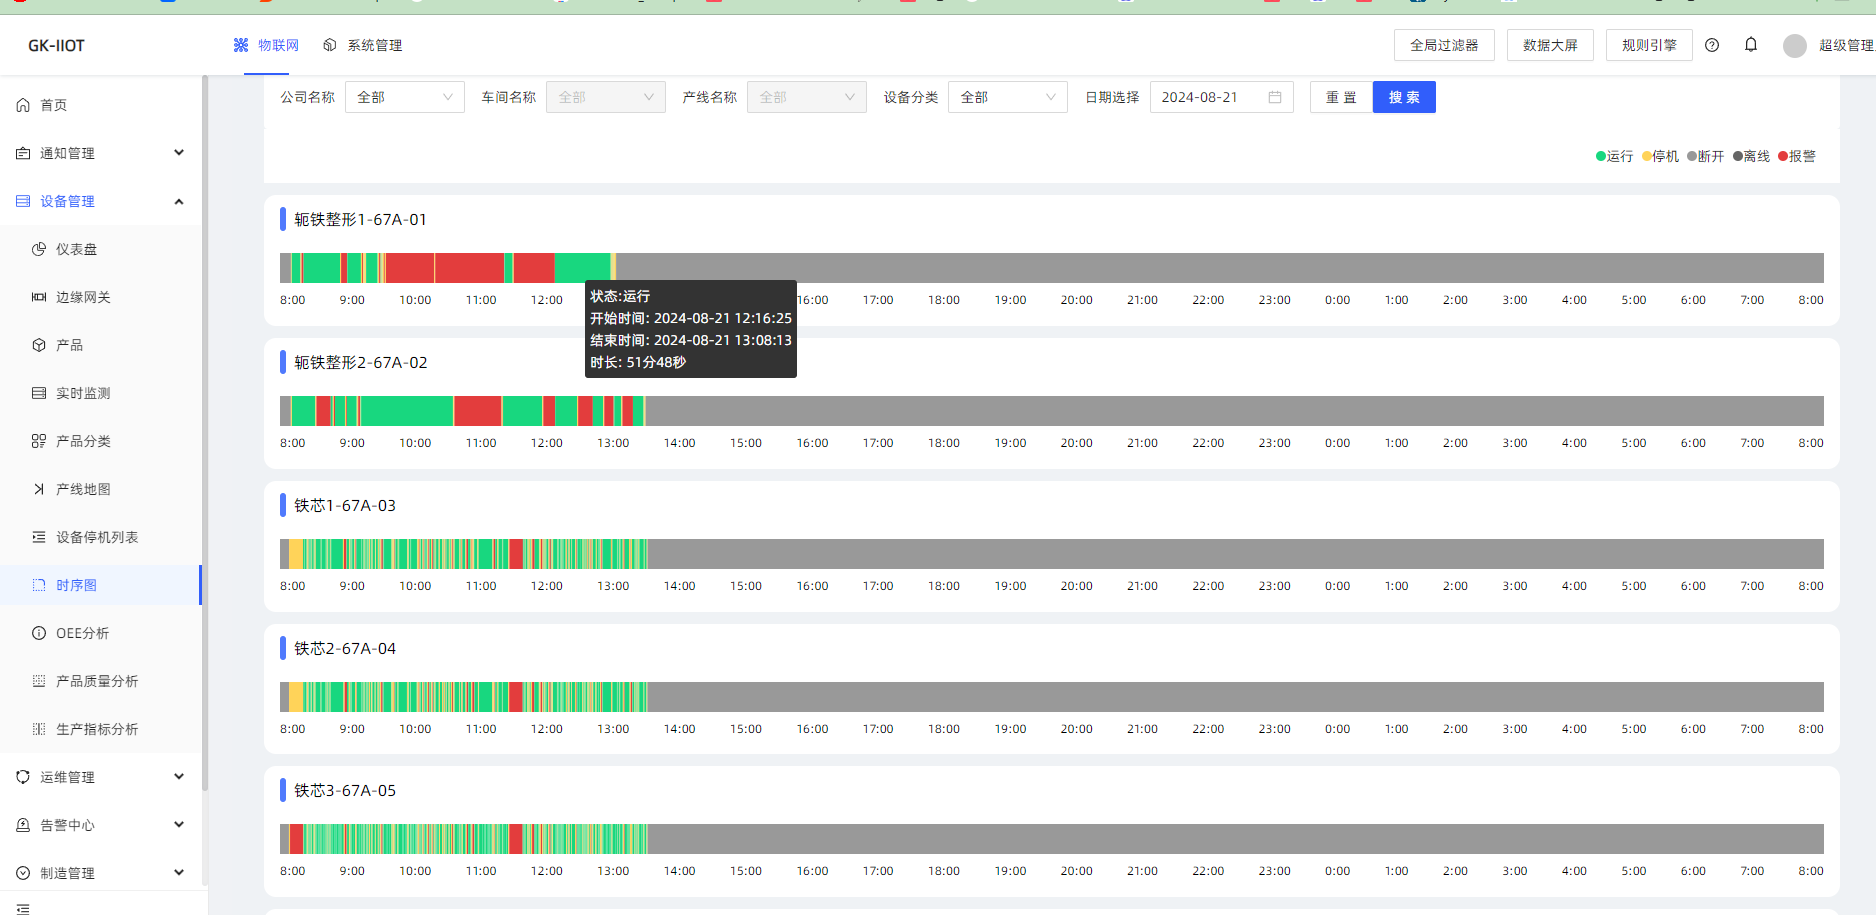 GK-IIOT
物联网
系统管理
全局过滤器
数据大屏
规则引擎
超级管理
首页
通知管理
设备管理
仪表盘
边缘网关
产品
实时监测
产品分类
产线地图
设备停机列表
时序图
OEE分析
产品质量分析
生产指标分析
运维管理
告警中心
制造管理
公司名称 全部 车间名称 全部 产线名称 全部 设备分类 全部 日期选择 2024-08-21 重 置 搜 索
运行 停机 断开 离线 报警
轭铁整形1-67A-01
8:00 9:00 10:00 11:00 12:00 16:00 17:00 18:00 19:00 20:00 21:00 22:00 23:00 0:00 1:00 2:00 3:00 4:00 5:00 6:00 7:00 8:00
状态:运行
开始时间: 2024-08-21 12:16:25
结束时间: 2024-08-21 13:08:13
时长: 51分48秒
轭铁整形2-67A-02
8:00 9:00 10:00 11:00 12:00 13:00 14:00 15:00 16:00 17:00 18:00 19:00 20:00 21:00 22:00 23:00 0:00 1:00 2:00 3:00 4:00 5:00 6:00 7:00 8:00
铁芯1-67A-03
8:00 9:00 10:00 11:00 12:00 13:00 14:00 15:00 16:00 17:00 18:00 19:00 20:00 21:00 22:00 23:00 0:00 1:00 2:00 3:00 4:00 5:00 6:00 7:00 8:00
铁芯2-67A-04
8:00 9:00 10:00 11:00 12:00 13:00 14:00 15:00 16:00 17:00 18:00 19:00 20:00 21:00 22:00 23:00 0:00 1:00 2:00 3:00 4:00 5:00 6:00 7:00 8:00
铁芯3-67A-05
8:00 9:00 10:00 11:00 12:00 13:00 14:00 15:00 16:00 17:00 18:00 19:00 20:00 21:00 22:00 23:00 0:00 1:00 2:00 3:00 4:00 5:00 6:00 7:00 8:00